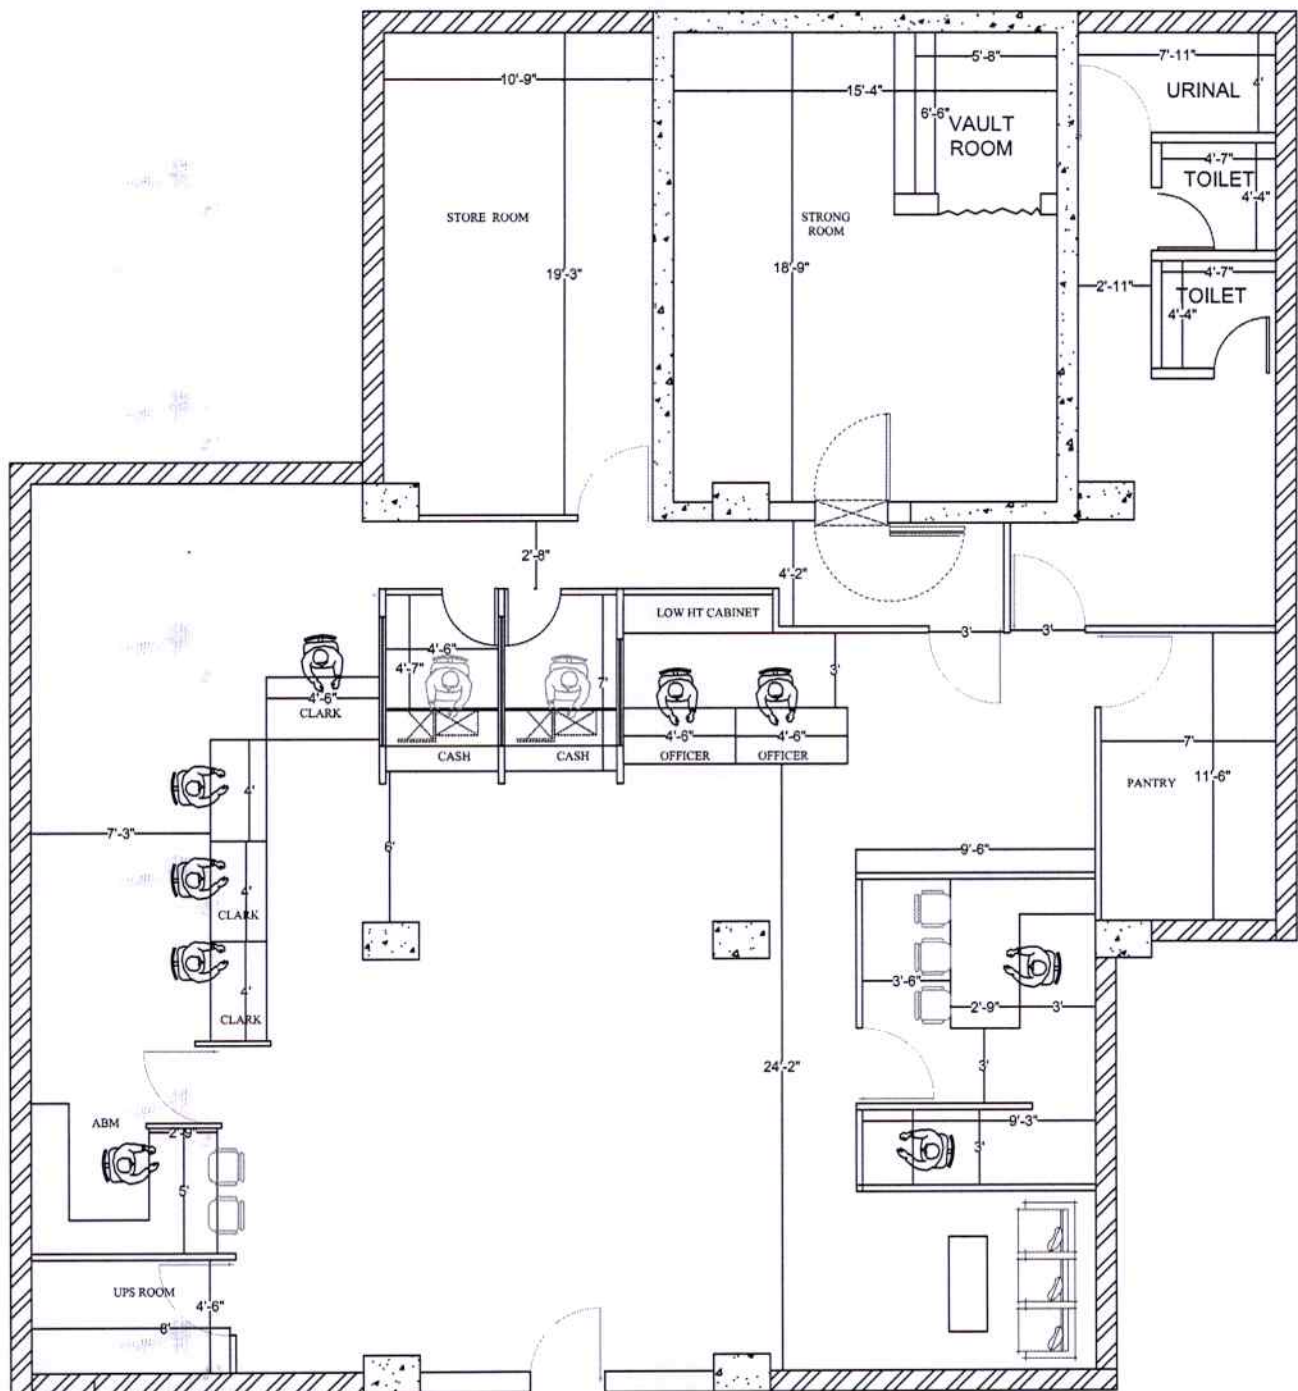 10'-9"
5'-8"
7'-11"
15'-4"
4'
URINAL
6'-6"
VAULT
ROOM
4'-7"
TOILET
4'-4"
STORE ROOM
STRONG
ROOM
19'-3"
18'-9"
2'-11"
4'-7"
TOILET
4'-4"
2'-8"
4'-2"
LOW HT CABINET
3'
3'
4'-6"
4'-7"
7'
3'
4'-6"
CLARK
4'-6"
4'-6"
CASH
CASH
OFFICER
OFFICER
7'
11'-6"
PANTRY
4'
7'-3"
6'
9'-6"
4'
CLARK
3'-6"
2'-9"
3'
4'
CLARK
24'-2"
3'
ABM
2'-9"
9'-3"
3'
5'
UPS ROOM
4'-6"
8'